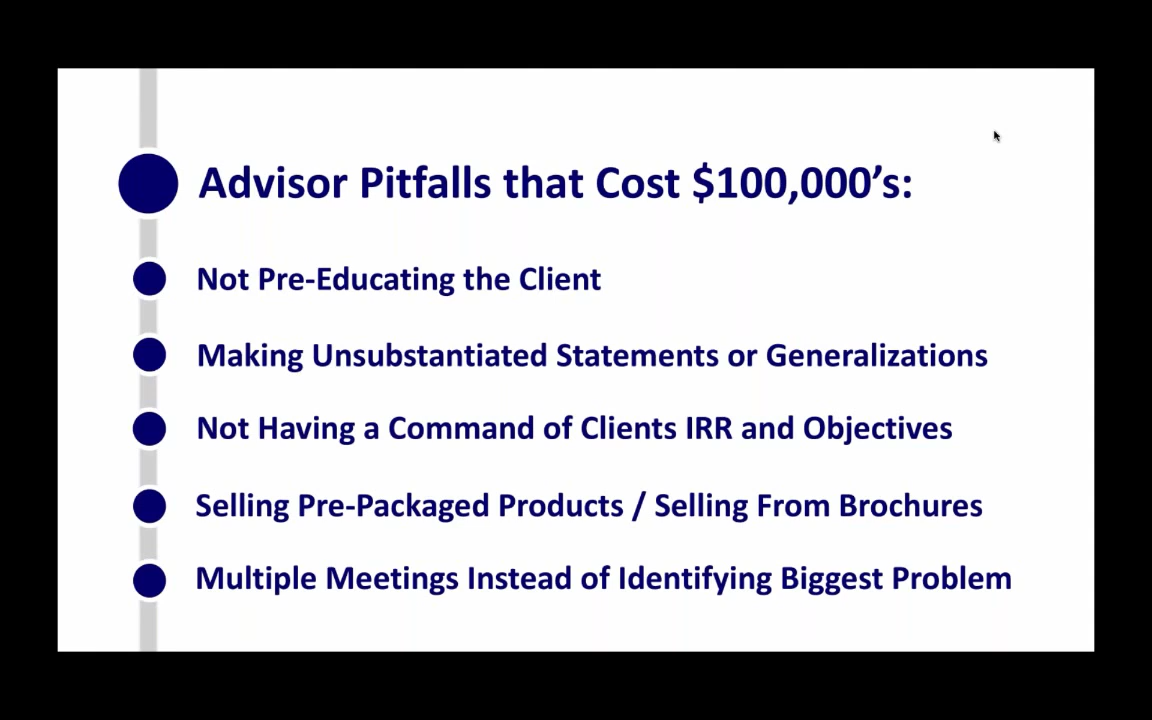 Advisor Pitfalls that Cost $100,000’s:
Not Pre-Educating the Client
Making Unsubstantiated Statements or Generalizations
Not Having a Command of Clients IRR and Objectives
Selling Pre-Packaged Products / Selling From Brochures
Multiple Meetings Instead of Identifying Biggest Problem